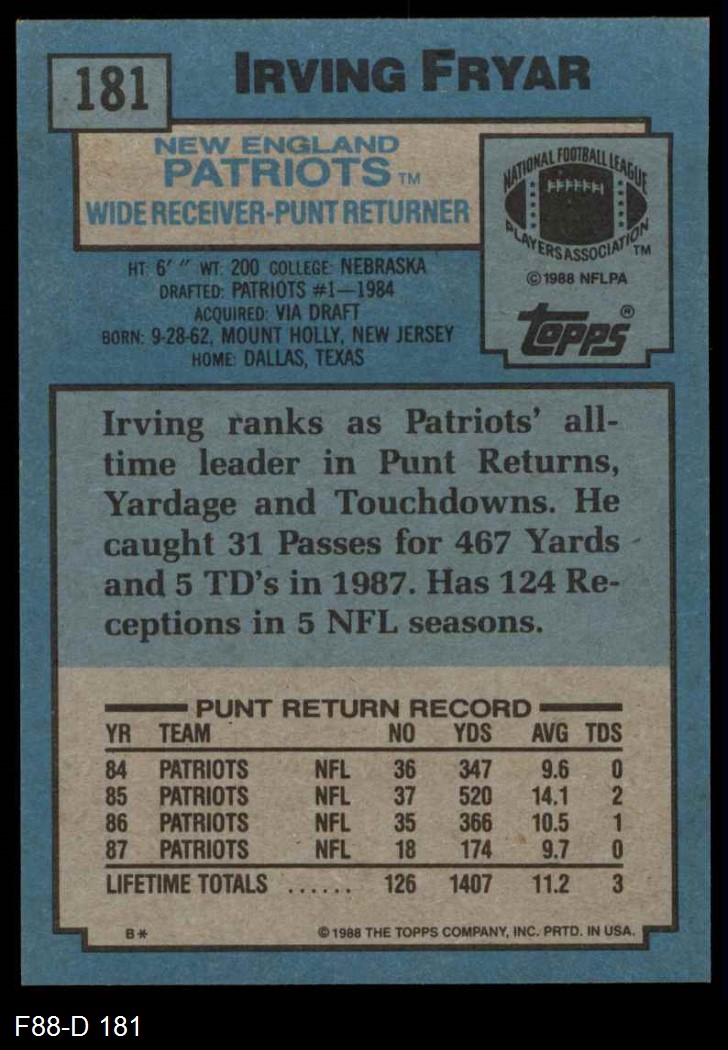 181
IRVING FRYAR
NEW ENGLAND
PATRIOTS TM
WIDE RECEIVER-PUNT RETURNER
NATIONAL FOOTBALL LEAGUE
PLAYERS ASSOCIATION TM
© 1988 NFLPA
topps®
HT: 6′ ″ WT: 200 COLLEGE: NEBRASKA
DRAFTED: PATRIOTS #1—1984
ACQUIRED: VIA DRAFT
BORN: 9-28-62, MOUNT HOLLY, NEW JERSEY
HOME: DALLAS, TEXAS
Irving ranks as Patriots' all-
time leader in Punt Returns,
Yardage and Touchdowns. He
caught 31 Passes for 467 Yards
and 5 TD's in 1987. Has 124 Re-
ceptions in 5 NFL seasons.
PUNT RETURN RECORD
YR TEAM NO YDS AVG TDS
84 PATRIOTS NFL 36 347 9.6 0
85 PATRIOTS NFL 37 520 14.1 2
86 PATRIOTS NFL 35 366 10.5 1
87 PATRIOTS NFL 18 174 9.7 0
LIFETIME TOTALS ...... 126 1407 11.2 3
B* © 1988 THE TOPPS COMPANY, INC. PRTD. IN USA.
F88-D 181